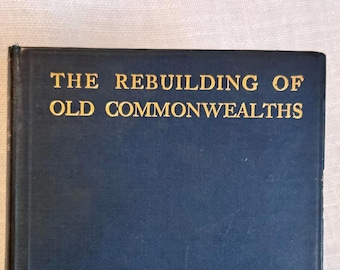 THE REBUILDING OF
OLD COMMONWEALTHS